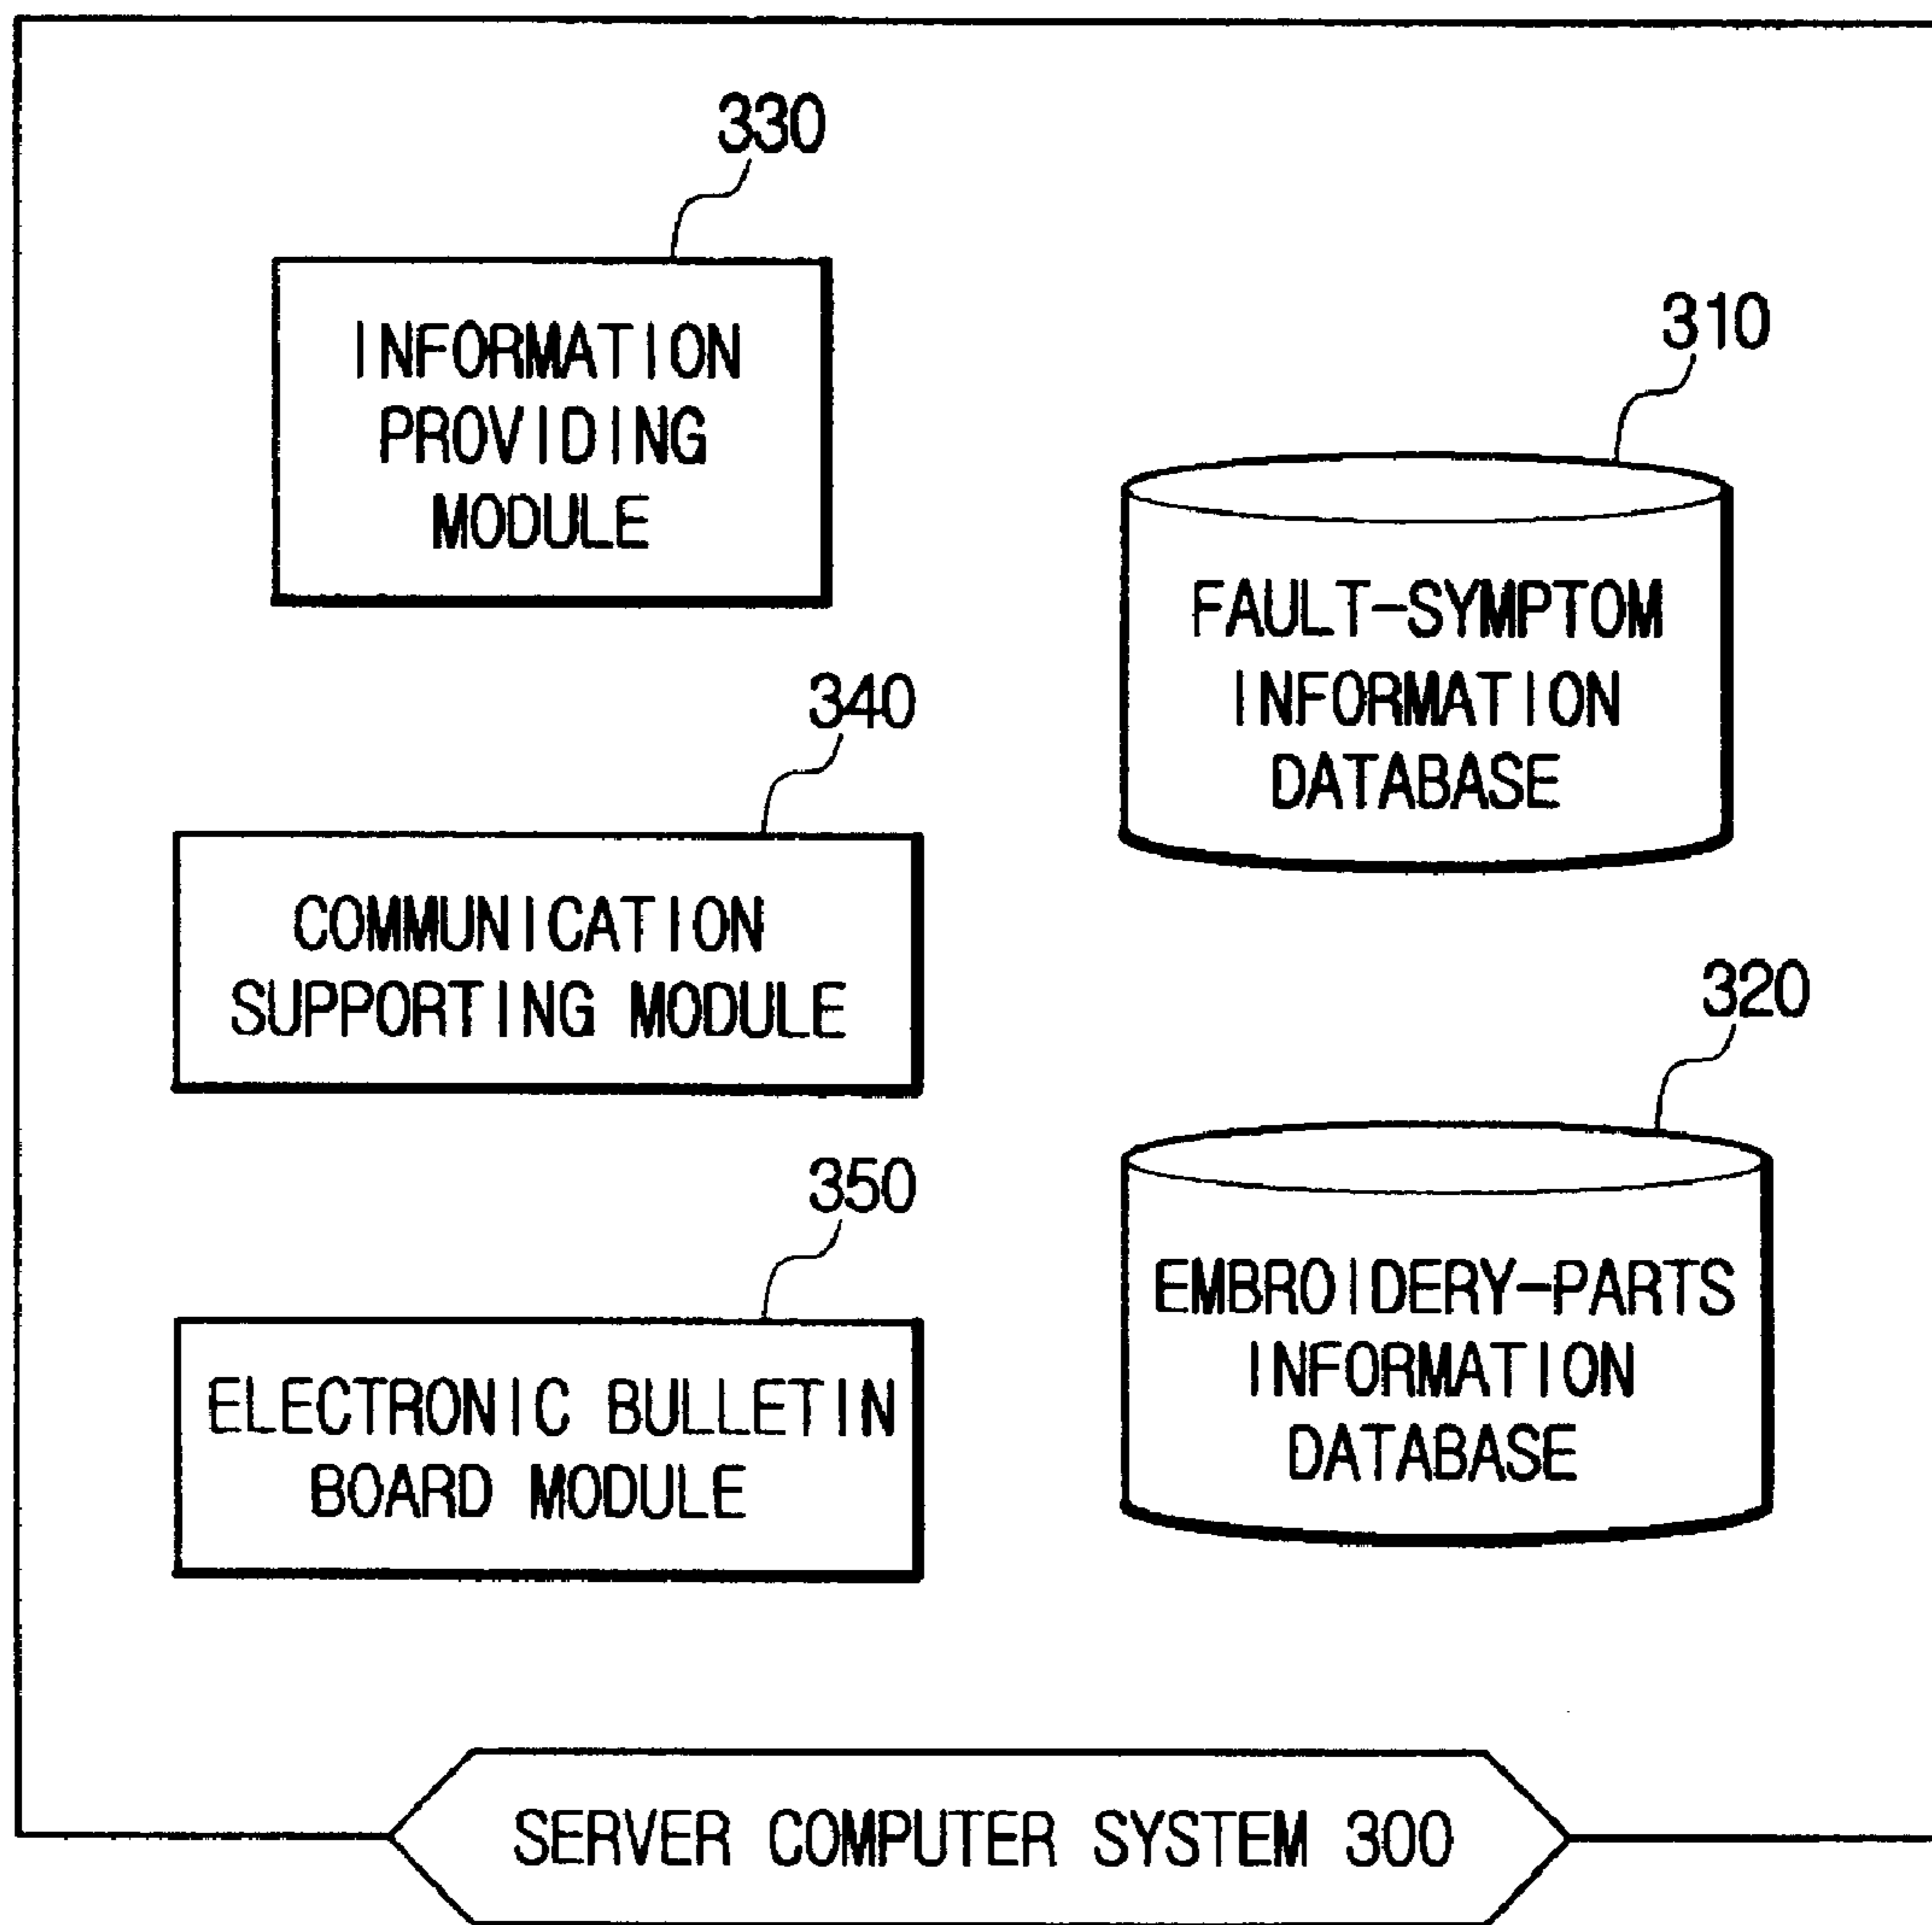 330
INFORMATION
PROVIDING
MODULE
310
FAULT-SYMPTOM
INFORMATION
DATABASE
340
COMMUNICATION
SUPPORTING MODULE
320
EMBROIDERY-PARTS
INFORMATION
DATABASE
350
ELECTRONIC BULLETIN
BOARD MODULE
SERVER COMPUTER SYSTEM 300